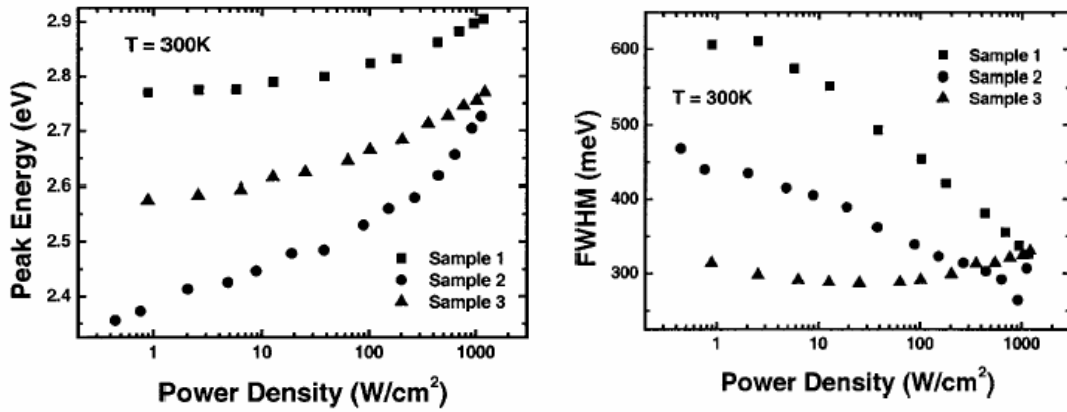 2.9
2.8
2.7
2.6
2.5
2.4
Peak Energy (eV)
T = 300K
Sample 1
Sample 2
Sample 3
1
10
100
1000
Power Density (W/cm²)
600
500
400
300
FWHM (meV)
Sample 1
Sample 2
Sample 3
T = 300K
1
10
100
1000
Power Density (W/cm²)